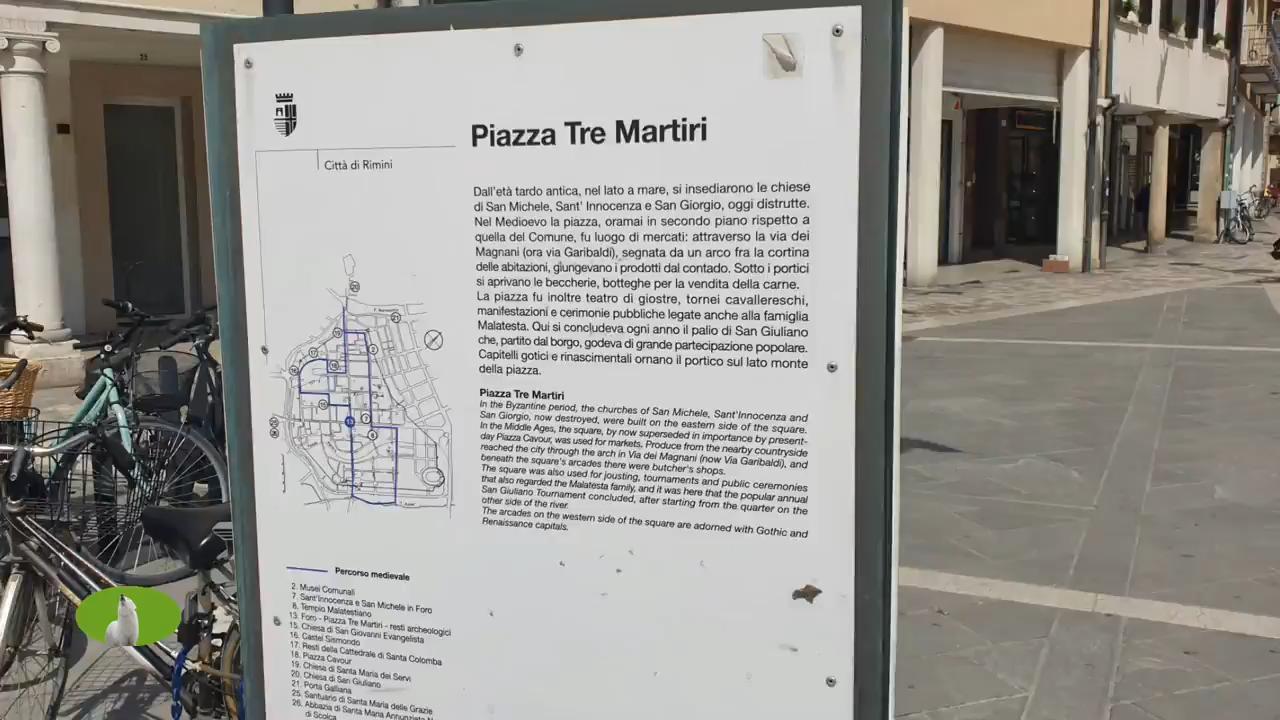 Piazza Tre Martiri
Città di Rimini
Dall'età tardo antica, nel lato a mare, si insediarono le chiese
di San Michele, Sant' Innocenza e San Giorgio, oggi distrutte.
Nel Medioevo la piazza, oramai in secondo piano rispetto a
quella del Comune, fu luogo di mercati: attraverso la via dei
Magnani (ora via Garibaldi), segnata da un arco fra la cortina
delle abitazioni, giungevano i prodotti dal contado. Sotto i portici
si aprivano le beccherie, botteghe per la vendita della carne.
La piazza fu inoltre teatro di giostre, tornei cavallereschi,
manifestazioni e cerimonie pubbliche legate anche alla famiglia
Malatesta. Qui si concludeva ogni anno il palio di San Giuliano
che, partito dal borgo, godeva di grande partecipazione popolare.
Capitelli gotici e rinascimentali ornano il portico sul lato monte
della piazza.
Piazza Tre Martiri
In the Byzantine period, the churches of San Michele, Sant'Innocenza and
San Giorgio, now destroyed, were built on the eastern side of the square.
In the Middle Ages, the square, by now superseded in importance by present-
day Piazza Cavour, was used for markets. Produce from the nearby countryside
reached the city through the arch in Via dei Magnani (now Via Garibaldi), and
beneath the square's arcades there were butcher's shops.
The square was also used for jousting, tournaments and public ceremonies
that also regarded the Malatesta family, and it was here that the popular annual
San Giuliano Tournament concluded, after starting from the quarter on the
other side of the river.
The arcades on the western side of the square are adorned with Gothic and
Renaissance capitals.
Percorso medievale
2. Musei Comunali
7. Sant'Innocenza e San Michele in Foro
8. Tempio Malatestiano
13. Foro - Piazza Tre Martiri - resti archeologici
15. Chiesa di San Giovanni Evangelista
16. Castel Sismondo
17. Resti della Cattedrale di Santa Colomba
18. Piazza Cavour
19. Chiesa di Santa Maria dei Servi
20. Chiesa di San Giuliano
21. Porta Galliana
25. Santuario di Santa Maria delle Grazie
26. Abbazia di Santa Maria Annunziata
di Scolca